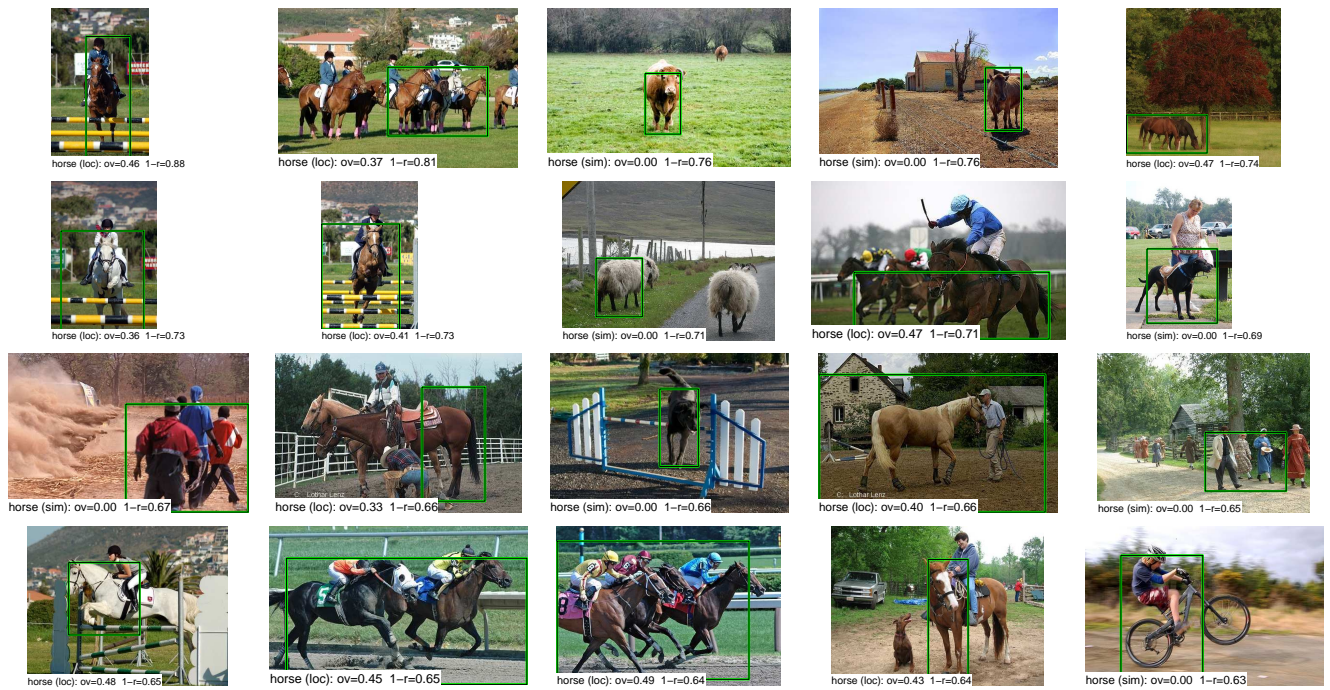 horse (loc): ov=0.46 1−r=0.88
horse (loc): ov=0.37 1−r=0.81
horse (sim): ov=0.00 1−r=0.76
horse (sim): ov=0.00 1−r=0.76
horse (loc): ov=0.47 1−r=0.74
horse (loc): ov=0.36 1−r=0.73
horse (loc): ov=0.41 1−r=0.73
horse (sim): ov=0.00 1−r=0.71
horse (loc): ov=0.47 1−r=0.71
horse (sim): ov=0.00 1−r=0.69
horse (sim): ov=0.00 1−r=0.67
C. Lothar Lenz
horse (loc): ov=0.33 1−r=0.66
horse (sim): ov=0.00 1−r=0.66
C. Lothar Lenz
horse (loc): ov=0.40 1−r=0.66
horse (sim): ov=0.00 1−r=0.65
horse (loc): ov=0.48 1−r=0.65
5
horse (loc): ov=0.45 1−r=0.65
8
horse (loc): ov=0.49 1−r=0.64
horse (loc): ov=0.43 1−r=0.64
horse (sim): ov=0.00 1−r=0.63